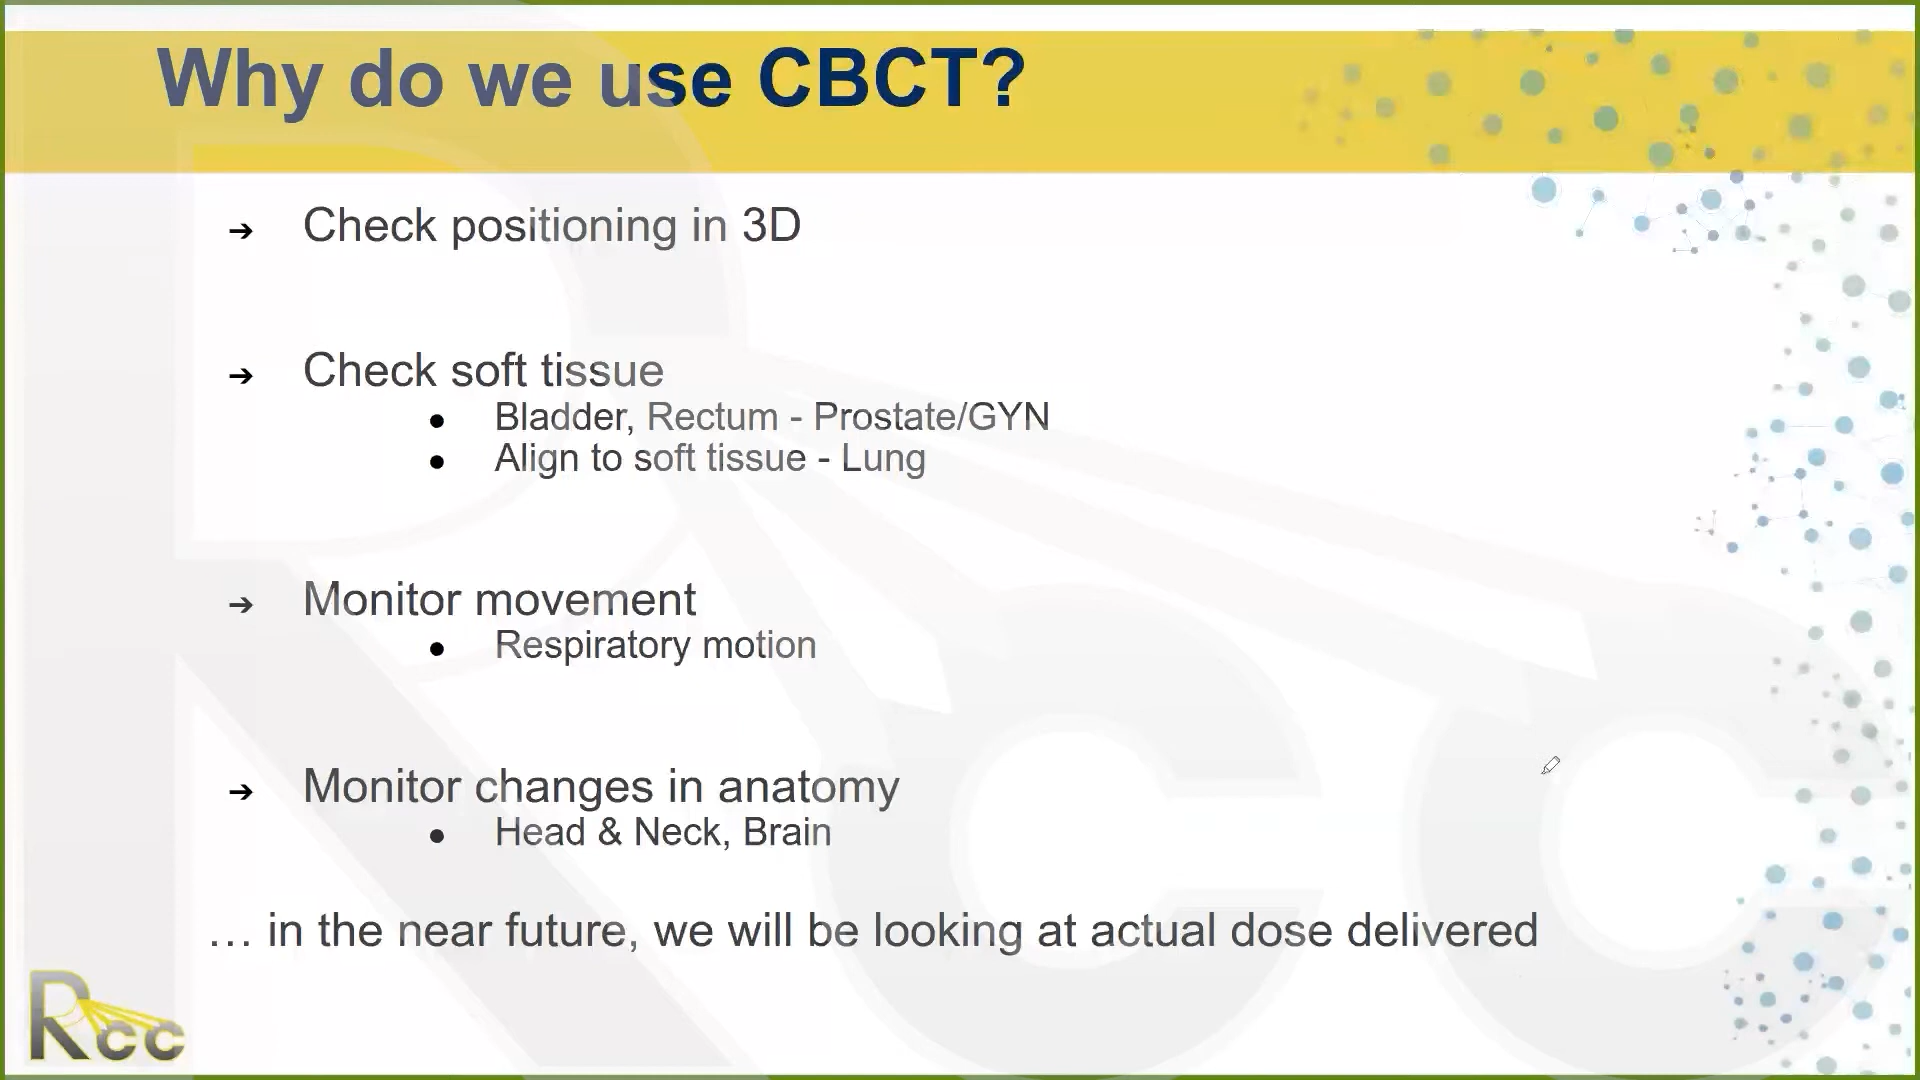 Why do we use CBCT?
➔ Check positioning in 3D
➔ Check soft tissue
● Bladder, Rectum - Prostate/GYN
● Align to soft tissue - Lung
➔ Monitor movement
● Respiratory motion
➔ Monitor changes in anatomy
● Head & Neck, Brain
… in the near future, we will be looking at actual dose delivered
Rcc